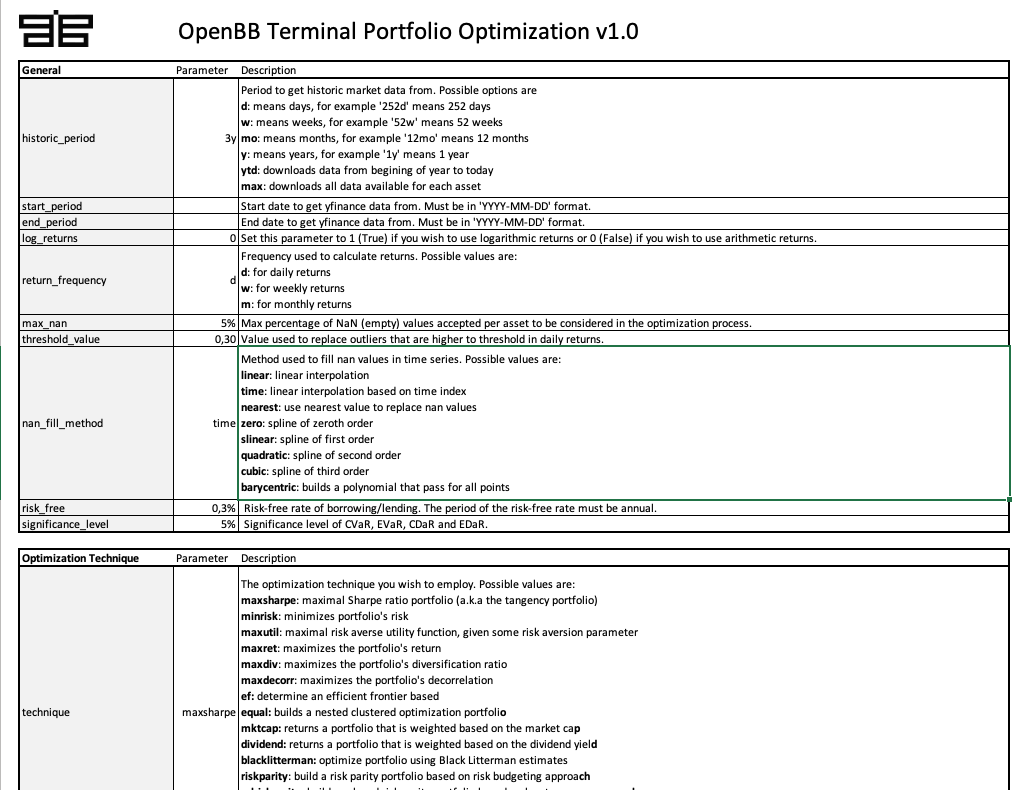 OpenBB Terminal Portfolio Optimization v1.0
General Parameter Description
Period to get historic market data from. Possible options are
d: means days, for example '252d' means 252 days
w: means weeks, for example '52w' means 52 weeks
historic_period 3y mo: means months, for example '12mo' means 12 months
y: means years, for example '1y' means 1 year
ytd: downloads data from begining of year to today
max: downloads all data available for each asset
start_period Start date to get yfinance data from. Must be in 'YYYY-MM-DD' format.
end_period End date to get yfinance data from. Must be in 'YYYY-MM-DD' format.
log_returns 0 Set this parameter to 1 (True) if you wish to use logarithmic returns or 0 (False) if you wish to use arithmetic returns.
Frequency used to calculate returns. Possible values are:
d: for daily returns
return_frequency d
w: for weekly returns
m: for monthly returns
max_nan 5% Max percentage of NaN (empty) values accepted per asset to be considered in the optimization process.
threshold_value 0,30 Value used to replace outliers that are higher to threshold in daily returns.
Method used to fill nan values in time series. Possible values are:
linear: linear interpolation
time: linear interpolation based on time index
nearest: use nearest value to replace nan values
nan_fill_method time zero: spline of zeroth order
slinear: spline of first order
quadratic: spline of second order
cubic: spline of third order
barycentric: builds a polynomial that pass for all points
risk_free 0,3% Risk-free rate of borrowing/lending. The period of the risk-free rate must be annual.
significance_level 5% Significance level of CVaR, EVaR, CDaR and EDaR.
Optimization Technique Parameter Description
The optimization technique you wish to employ. Possible values are:
maxsharpe: maximal Sharpe ratio portfolio (a.k.a the tangency portfolio)
minrisk: minimizes portfolio's risk
maxutil: maximal risk averse utility function, given some risk aversion parameter
maxret: maximizes the portfolio's return
maxdiv: maximizes the portfolio's diversification ratio
maxdecorr: maximizes the portfolio's decorrelation
ef: determine an efficient frontier based
technique maxsharpe equal: builds a nested clustered optimization portfolio
mktcap: returns a portfolio that is weighted based on the market cap
dividend: returns a portfolio that is weighted based on the dividend yield
blacklitterman: optimize portfolio using Black Litterman estimates
riskparity: build a risk parity portfolio based on risk budgeting approach